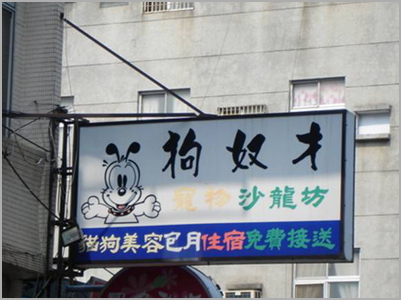 狗奴才
寵物沙龍坊
貓狗美容包月住宿免費接送